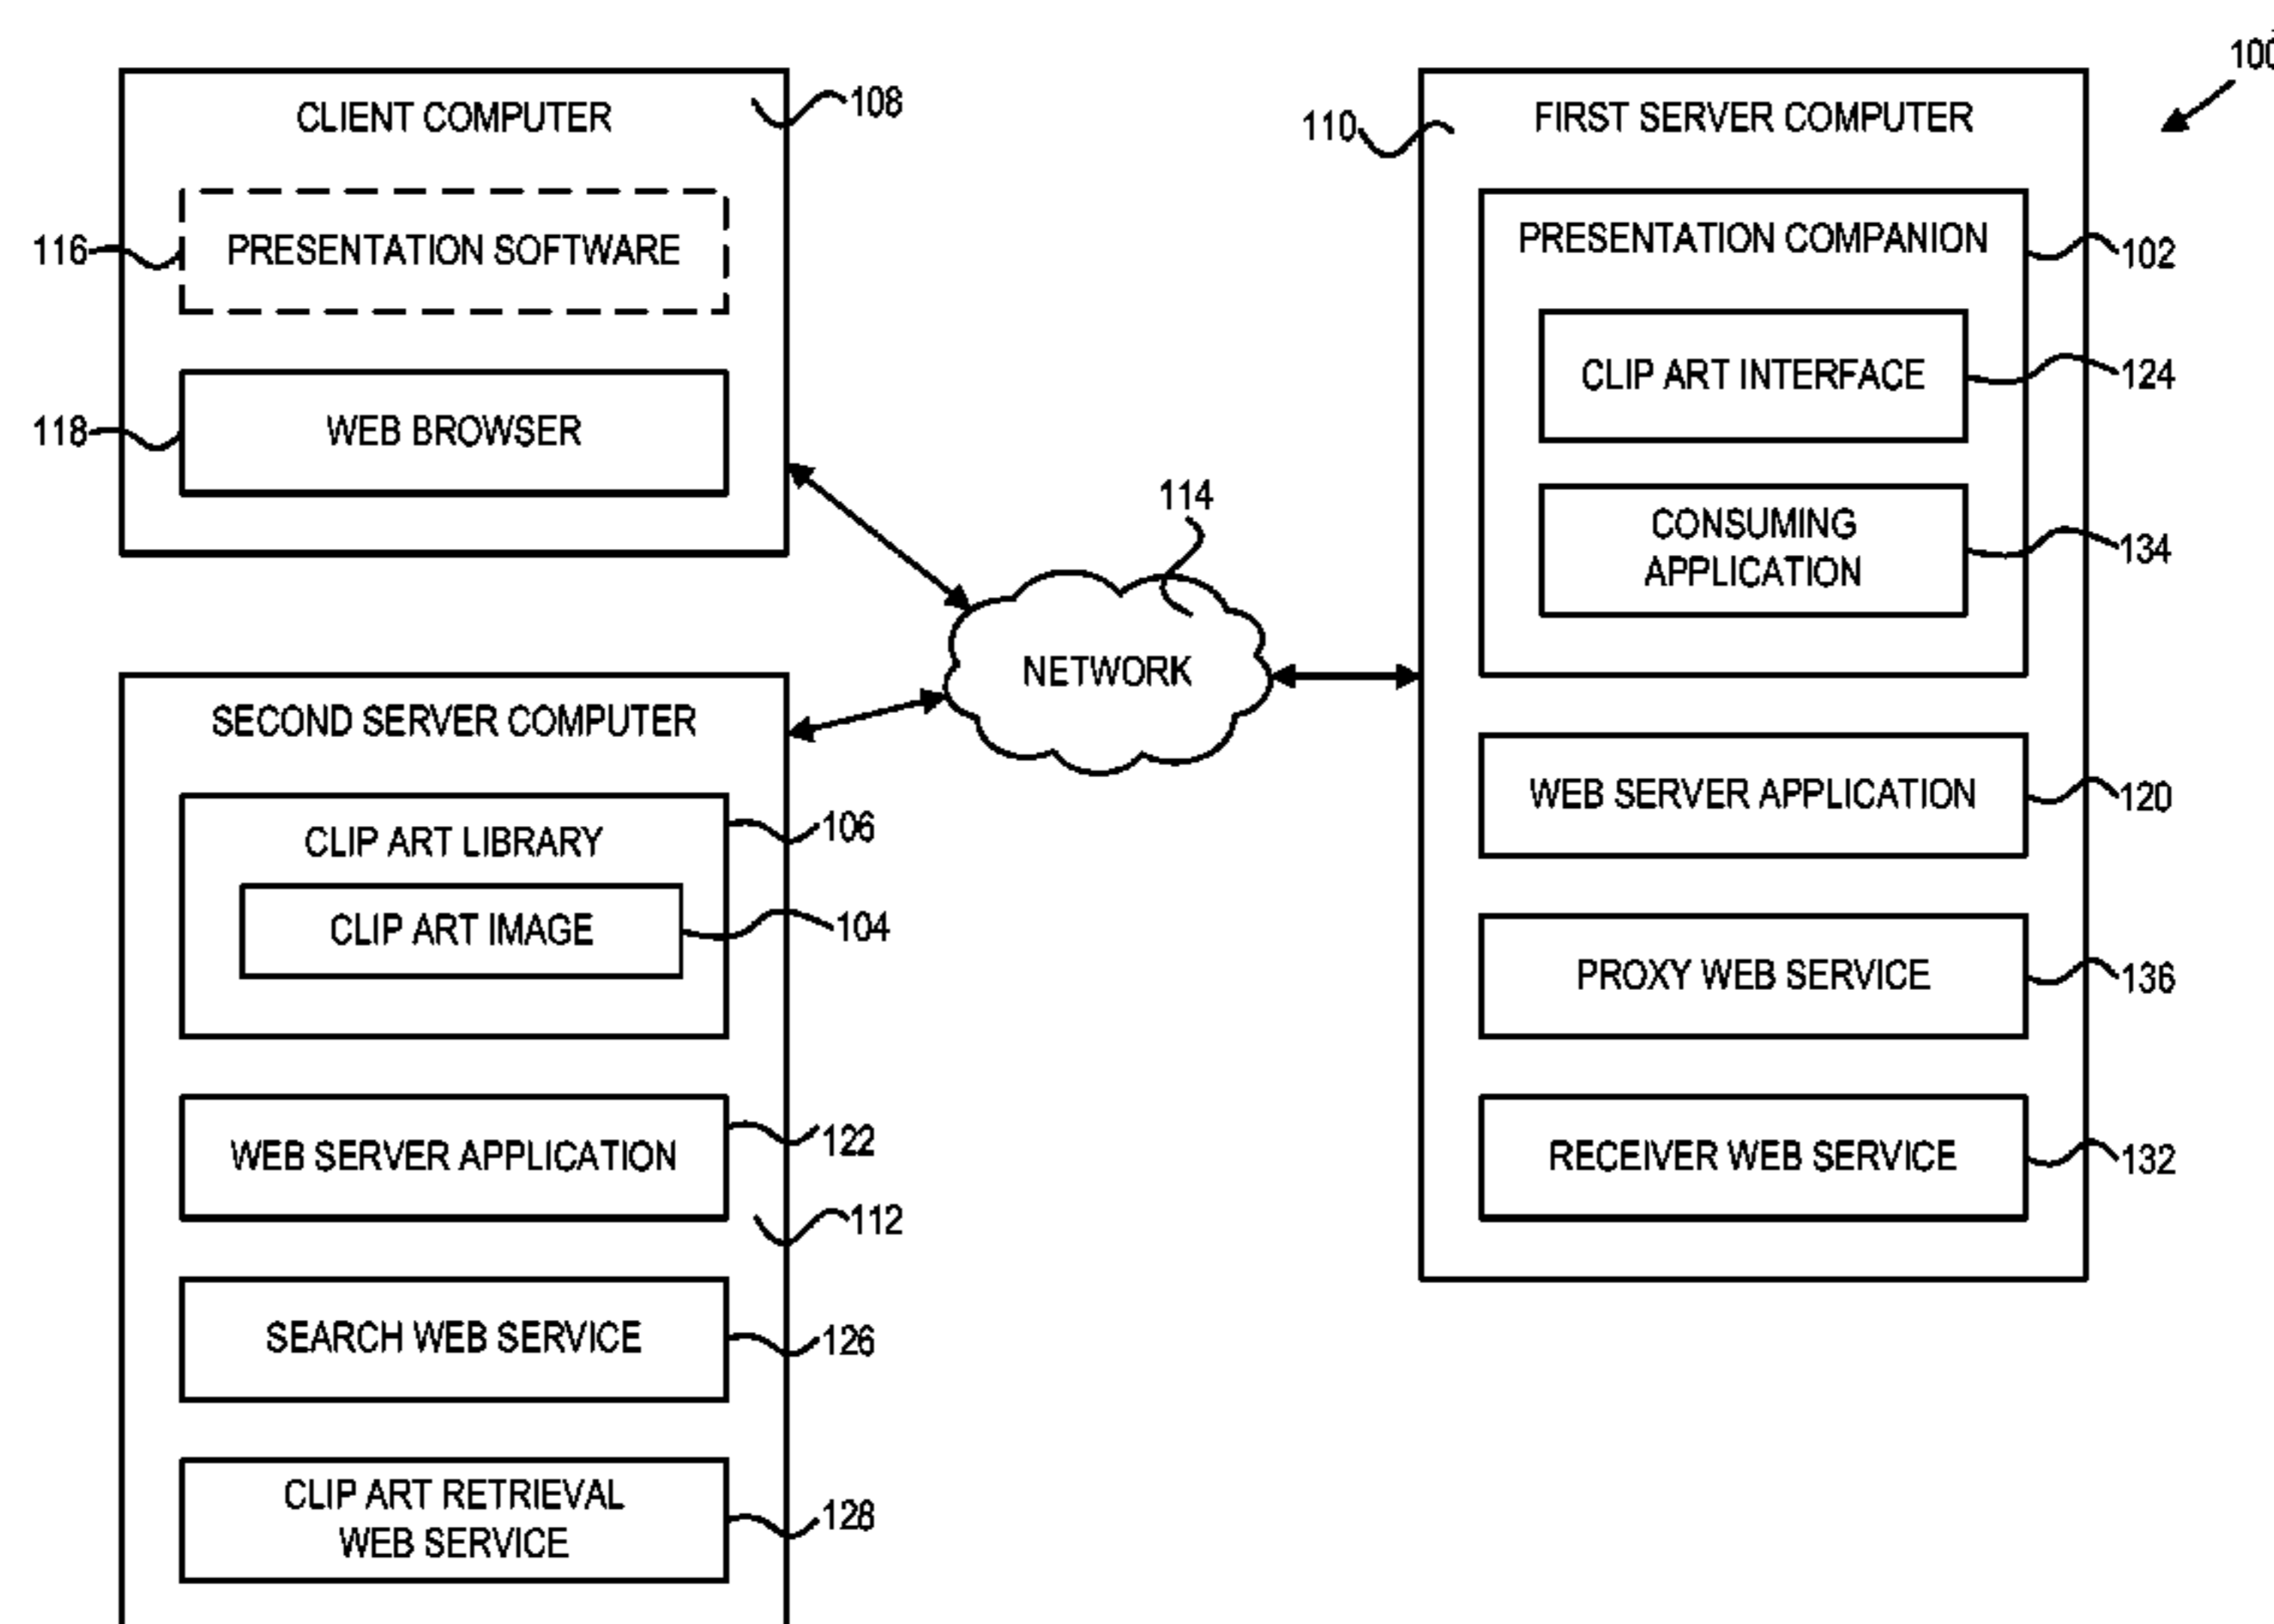 100
CLIENT COMPUTER
108
116
PRESENTATION SOFTWARE
118
WEB BROWSER
110
FIRST SERVER COMPUTER
PRESENTATION COMPANION
102
CLIP ART INTERFACE
124
CONSUMING
APPLICATION
134
114
NETWORK
SECOND SERVER COMPUTER
CLIP ART LIBRARY
106
CLIP ART IMAGE
104
WEB SERVER APPLICATION
122
112
SEARCH WEB SERVICE
126
CLIP ART RETRIEVAL
WEB SERVICE
128
WEB SERVER APPLICATION
120
PROXY WEB SERVICE
136
RECEIVER WEB SERVICE
132